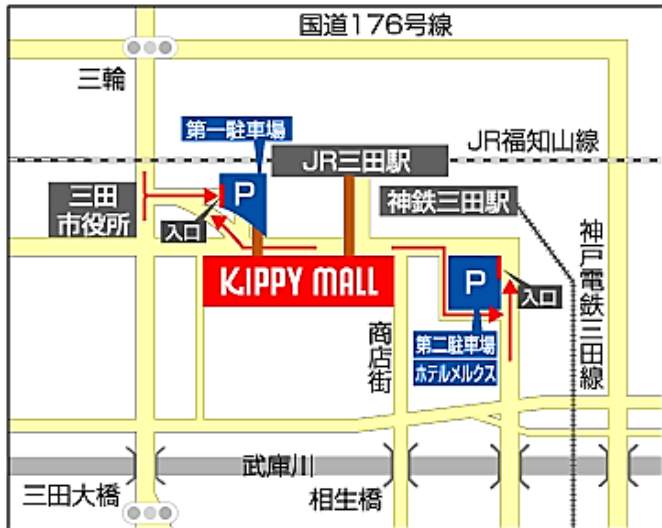 国道176号線
三輪
第一駐車場
JR福知山線
JR三田駅
P
三田
市役所
神鉄三田駅
入口
KiPPY MALL
P
入口
神戸電鉄三田線
商店街
第二駐車場
ホテルメルクス
武庫川
三田大橋
相生橋